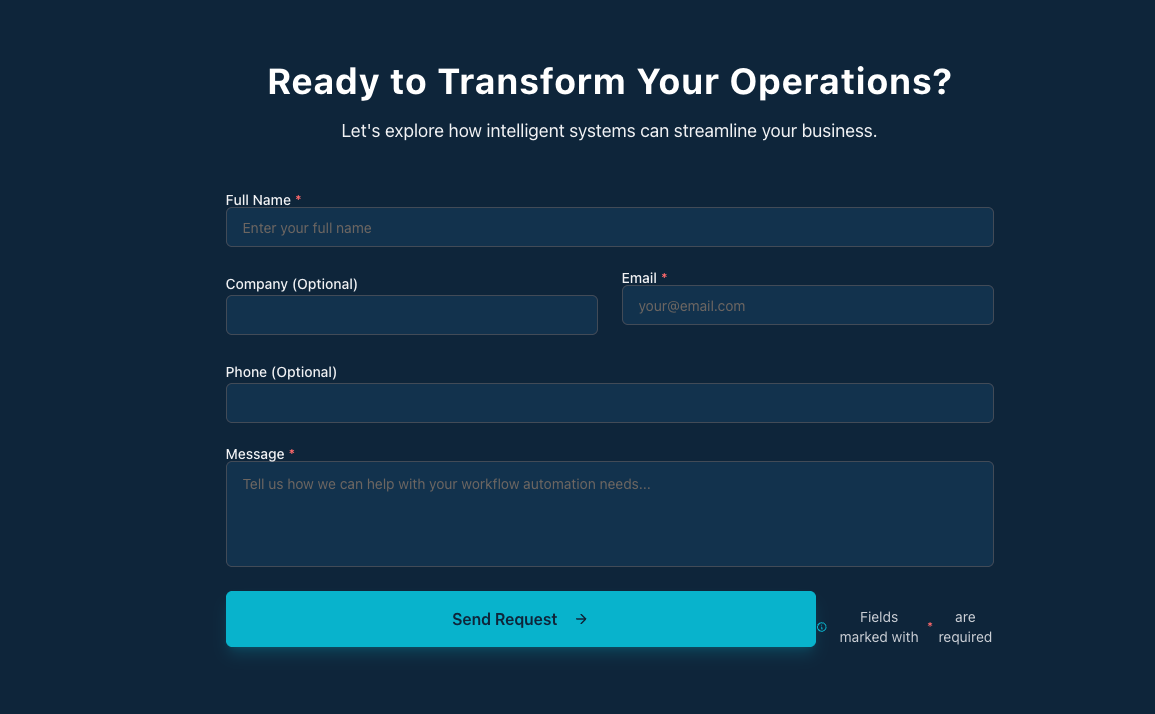 Ready to Transform Your Operations?
Let's explore how intelligent systems can streamline your business.
Full Name *
Enter your full name
Company (Optional)
Email *
your@email.com
Phone (Optional)
Message *
Tell us how we can help with your workflow automation needs...
Send Request →
Fields marked with * are required